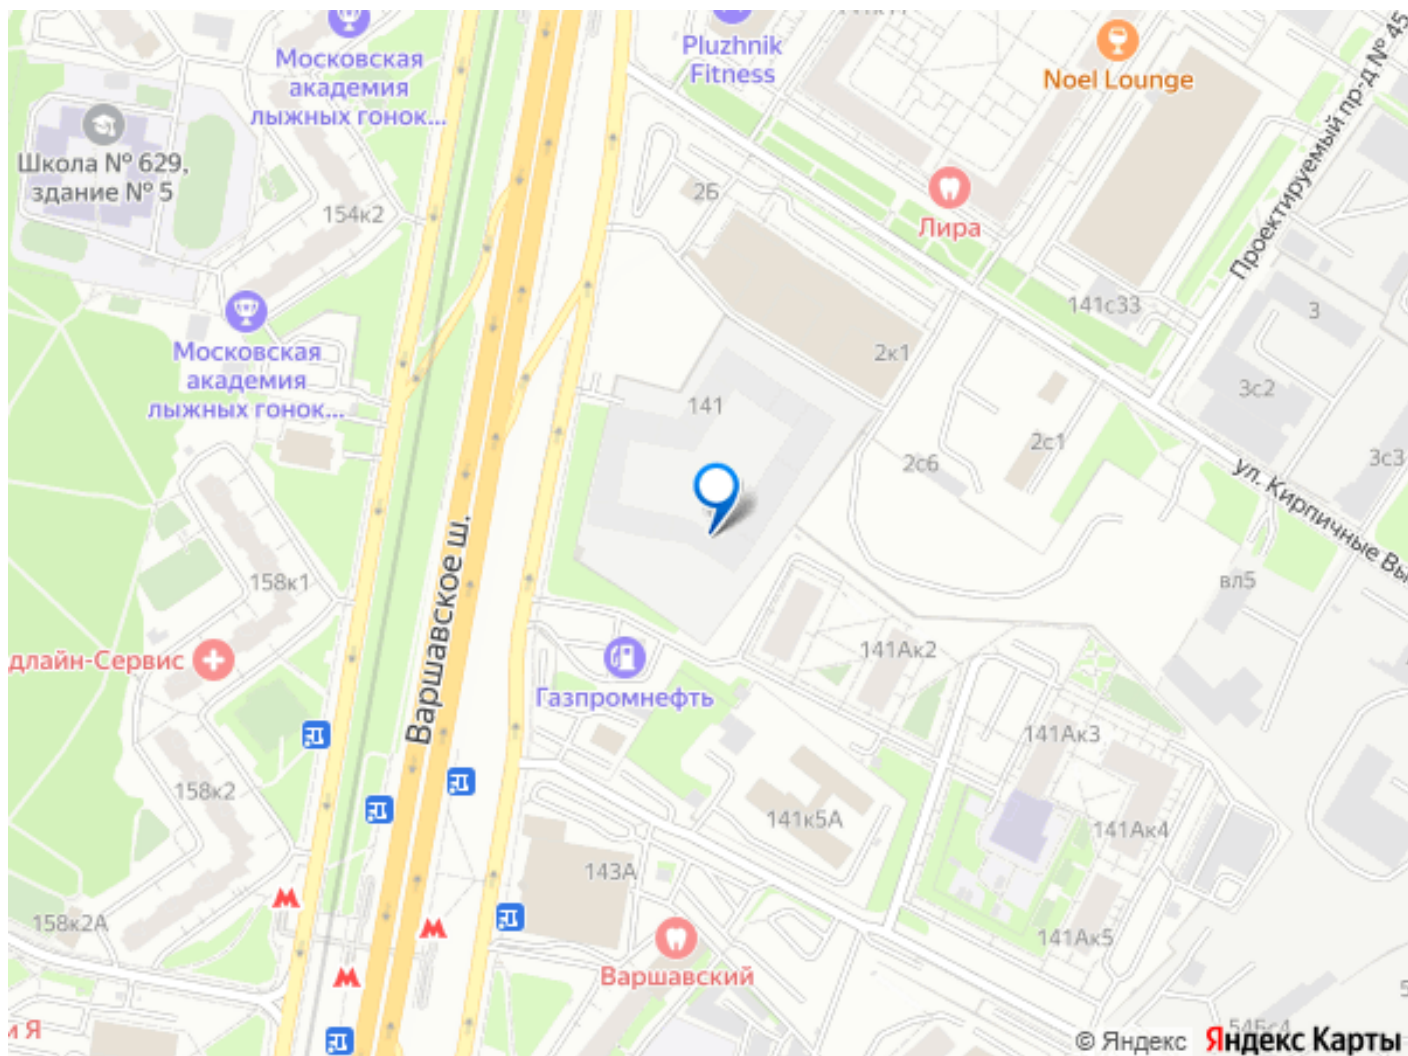 Московская
академия
лыжных гонок...
Pluzhnik
Fitness
Noel Lounge
Школа № 629,
здание № 5
154к2
2Б
Лира
Проектируемый пр-д № 45
141с33
3
Московская
академия
лыжных гонок...
2к1
3с2
141
2с1
2с6
3с3
ул. Кирпичные Вы
Варшавское ш.
158к1
вл5
длайн-Сервис
141Ак2
Газпромнефть
141Ак3
158к2
141к5А
141Ак4
143А
158к2А
141Ак5
Варшавский
и Я
54Бс4
© Яндекс
Яндекс Карты